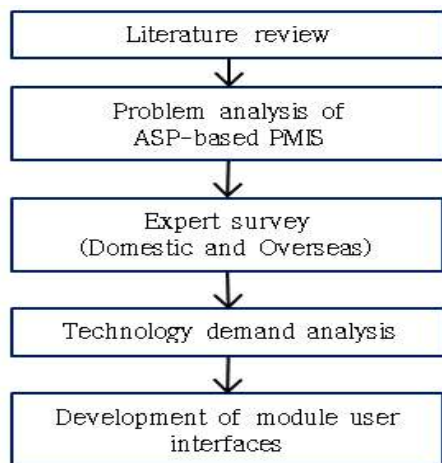 Literature review
Problem analysis of
ASP-based PMIS
Expert survey
(Domestic and Overseas)
Technology demand analysis
Development of module user
interfaces